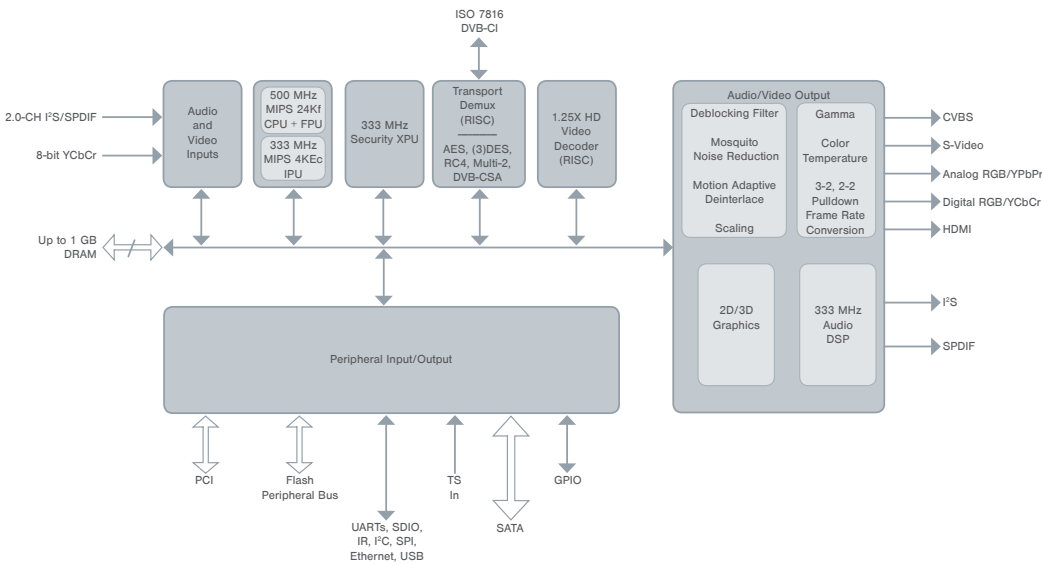 ISO 7816
DVB-CI
2.0-CH I²S/SPDIF
8-bit YCbCr
Audio
and
Video
Inputs
500 MHz
MIPS 24Kf
CPU + FPU
333 MHz
MIPS 4KEc
IPU
333 MHz
Security XPU
Transport
Demux
(RISC)
AES, (3)DES,
RC4, Multi-2,
DVB-CSA
1.25X HD
Video
Decoder
(RISC)
Audio/Video Output
Deblocking Filter
Mosquito
Noise Reduction
Motion Adaptive
Deinterlace
Scaling
Gamma
Color
Temperature
3-2, 2-2
Pulldown
Frame Rate
Conversion
2D/3D
Graphics
333 MHz
Audio
DSP
CVBS
S-Video
Analog RGB/YPbPr
Digital RGB/YCbCr
HDMI
I²S
SPDIF
Up to 1 GB
DRAM
Peripheral Input/Output
PCI
Flash
Peripheral Bus
UARTs, SDIO,
IR, I²C, SPI,
Ethernet, USB
TS
In
SATA
GPIO